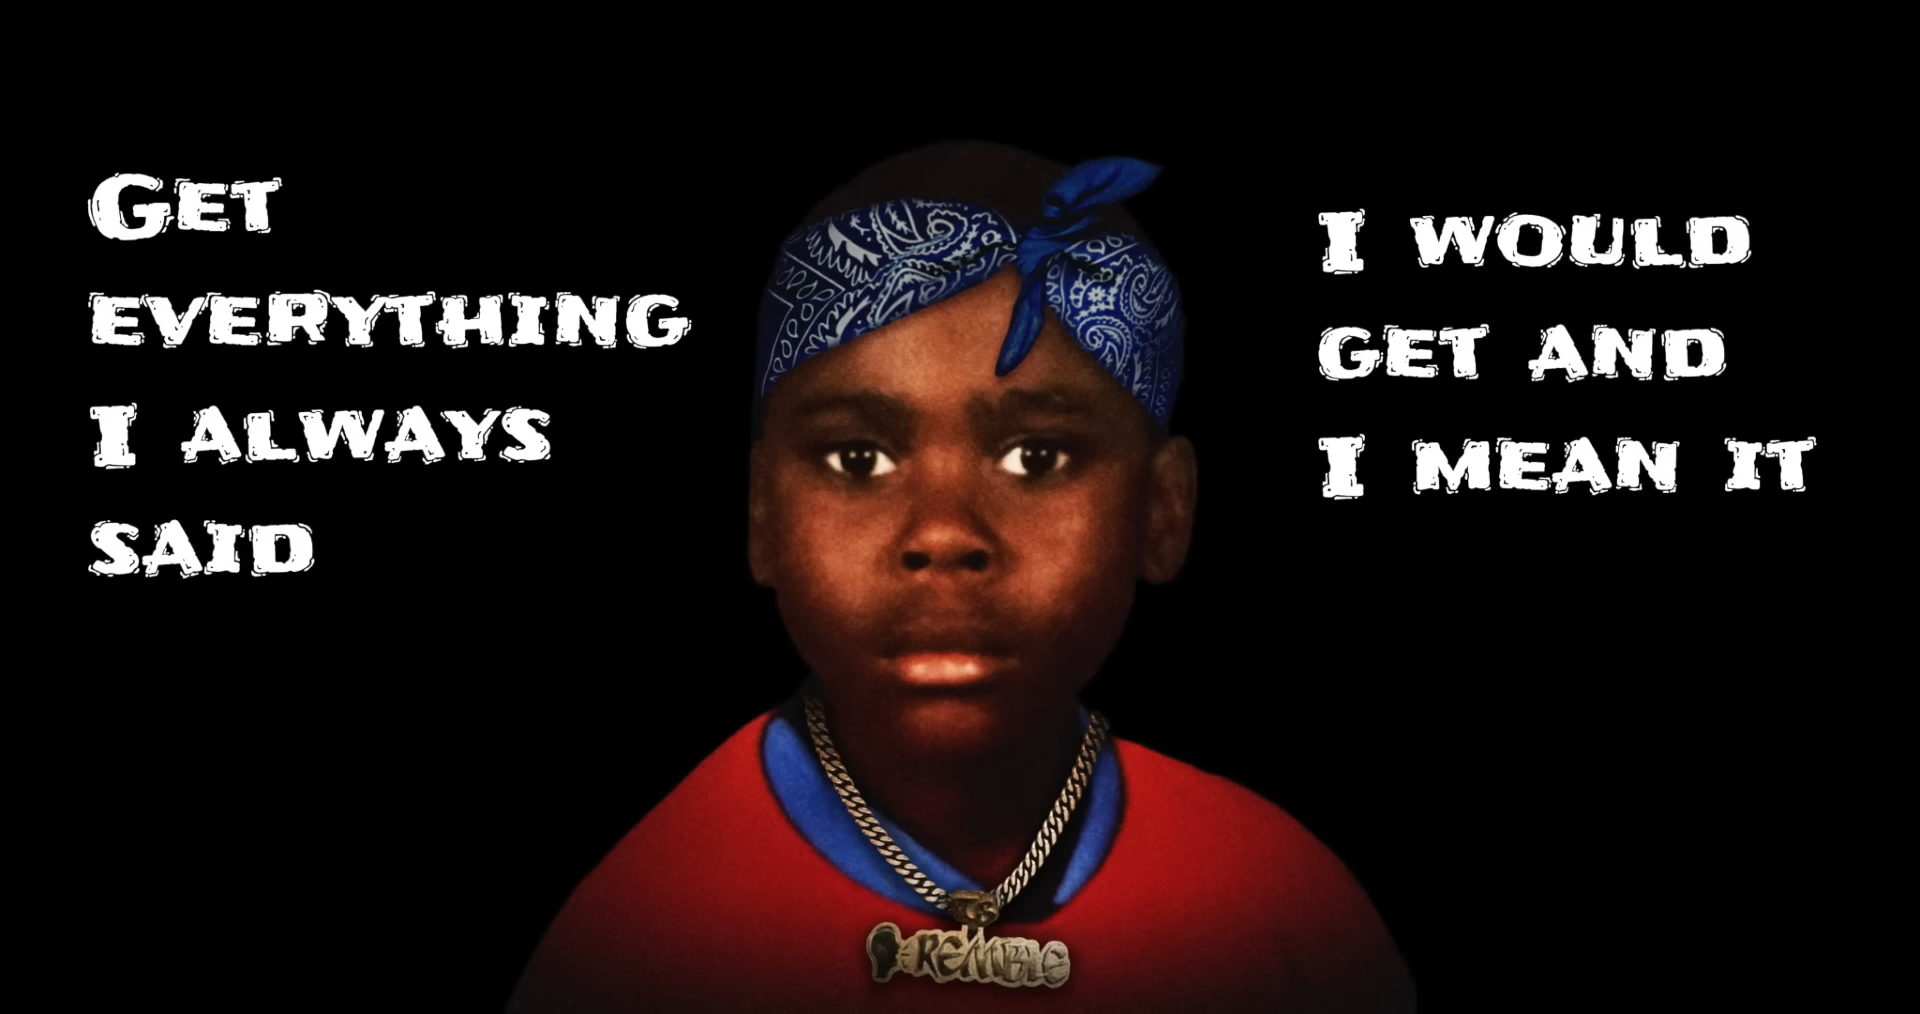 Get
everything
I always
said
I would
get and
I mean it
REMBLE